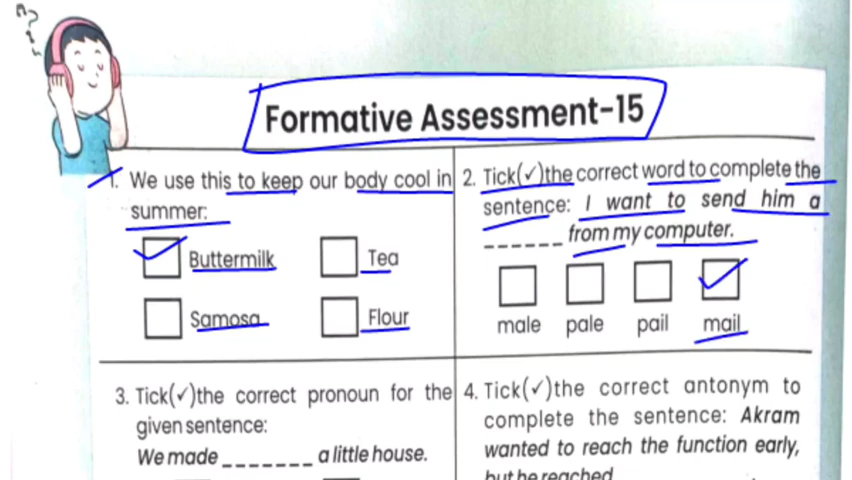 Formative Assessment-15
1. We use this to keep our body cool in
summer:
Buttermilk
Tea
Samosa
Flour
2. Tick(✓)the correct word to complete the
sentence: I want to send him a
______ from my computer.
male pale pail mail
3. Tick(✓)the correct pronoun for the
given sentence:
We made _______ a little house.
4. Tick(✓)the correct antonym to
complete the sentence: Akram
wanted to reach the function early,
but he reached